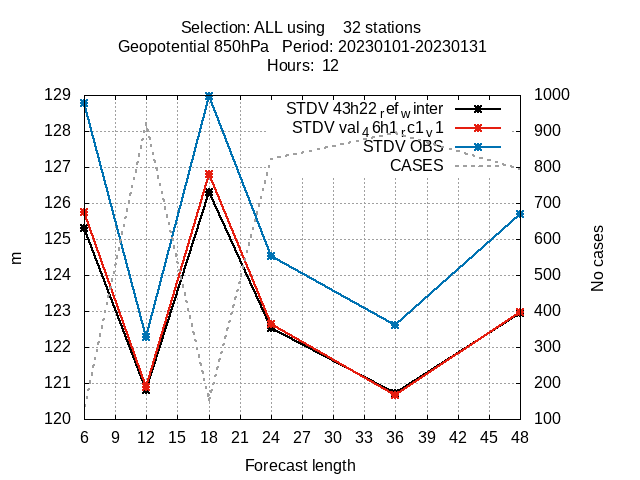 Selection: ALL using    32 stations
Geopotential 850hPa   Period: 20230101-20230131
Hours:  12
STDV 43h22_ref_winter
STDV val_46h1_rc1_v1
STDV OBS
CASES
129
128
127
126
125
124
123
122
121
120
m
1000
900
800
700
600
500
400
300
200
100
No cases
6 9 12 15 18 21 24 27 30 33 36 39 42 45 48
Forecast length